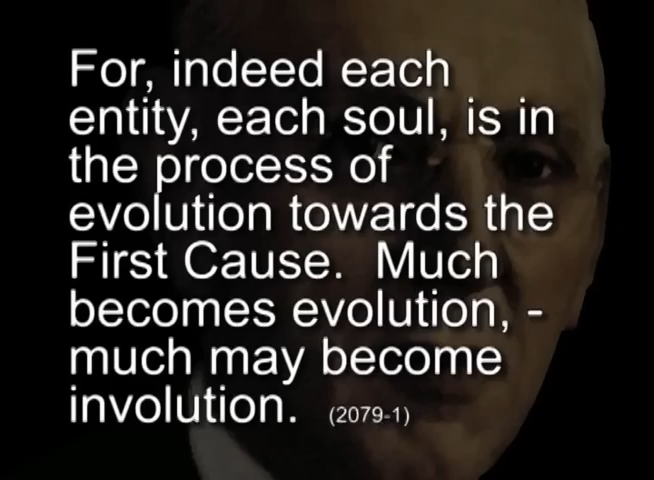 For, indeed each
entity, each soul, is in
the process of
evolution towards the
First Cause.  Much
becomes evolution, -
much may become
involution.  (2079-1)